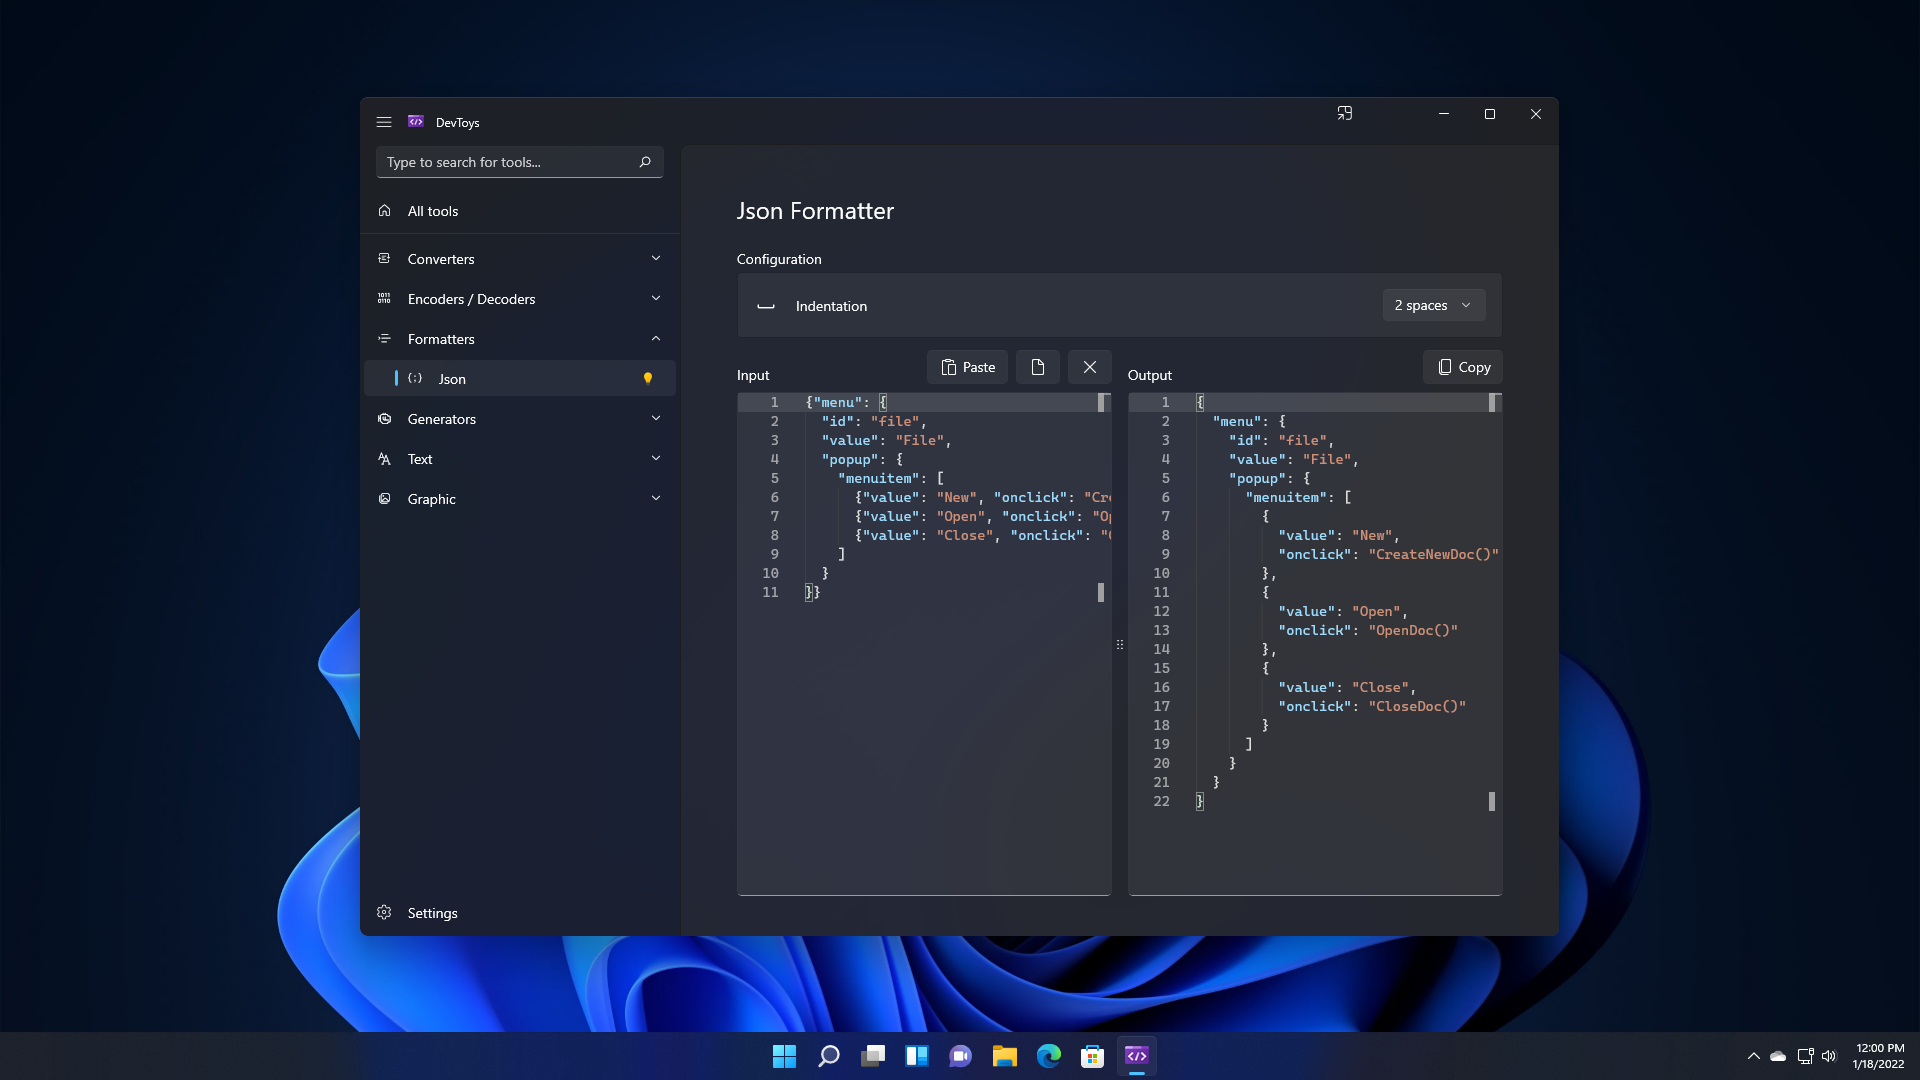 DevToys
Type to search for tools...
All tools
Converters
Encoders / Decoders
Formatters
Json
Generators
Text
Graphic
Settings
Json Formatter
Configuration
Indentation
2 spaces
Input
Paste
1 {"menu": {
2 "id": "file",
3 "value": "File",
4 "popup": {
5 "menuitem": [
6 {"value": "New", "onclick": "Cre
7 {"value": "Open", "onclick": "Op
8 {"value": "Close", "onclick": "
9 ]
10 }
11 }}
Output
Copy
1 {
2 "menu": {
3 "id": "file",
4 "value": "File",
5 "popup": {
6 "menuitem": [
7 {
8 "value": "New",
9 "onclick": "CreateNewDoc()"
10 },
11 {
12 "value": "Open",
13 "onclick": "OpenDoc()"
14 },
15 {
16 "value": "Close",
17 "onclick": "CloseDoc()"
18 }
19 ]
20 }
21 }
22 }
12:00 PM
1/18/2022